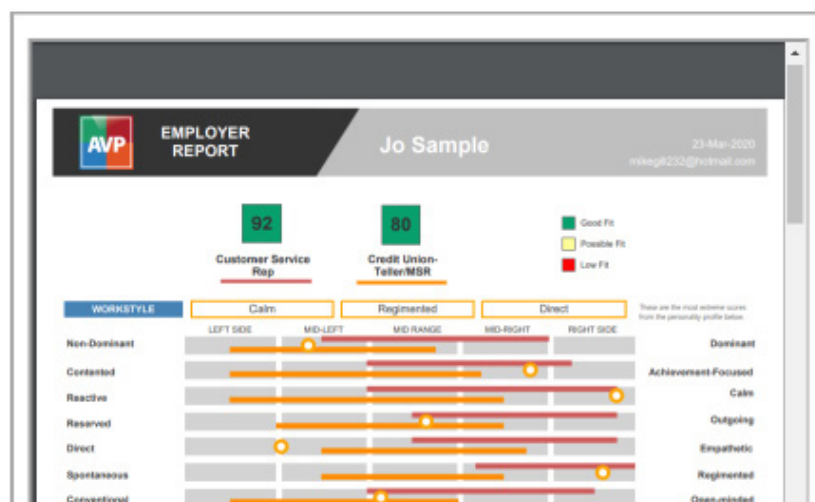 AVP
EMPLOYER
REPORT
Jo Sample
23-Mar-2020
mikegill232@hotmail.com
92
80
Good Fit
Possible Fit
Low Fit
Customer Service
Rep
Credit Union-
Teller/MSR
WORKSTYLE
Calm
Regimented
Direct
These are the most extreme scores
from the personality profile below.
LEFT SIDE
MID-LEFT
MID RANGE
MID-RIGHT
RIGHT SIDE
Non-Dominant
Dominant
Contented
Achievement-Focused
Reactive
Calm
Reserved
Outgoing
Direct
Empathetic
Spontaneous
Regimented
Conventional
Open-minded